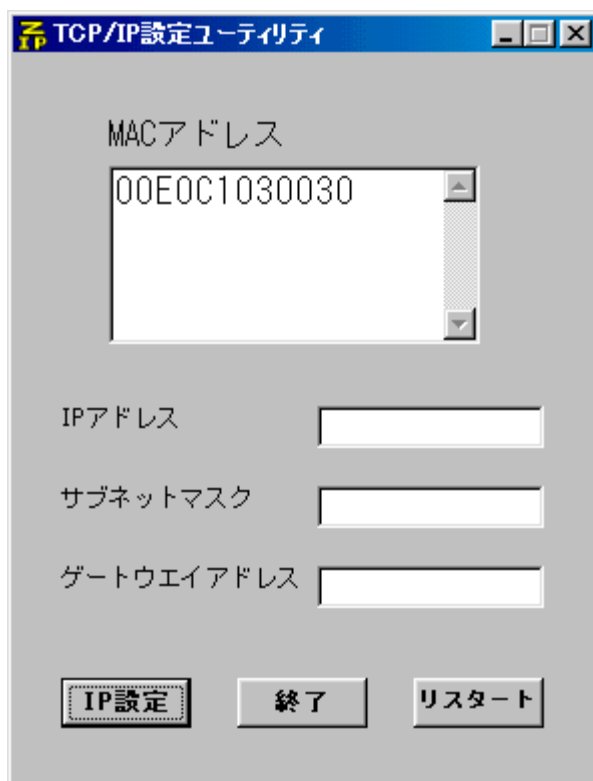 Z IP TCP/IP設定ユーティリティ
MACアドレス
00E0C1030030
IPアドレス
サブネットマスク
ゲートウエイアドレス
IP設定 終了 リスタート